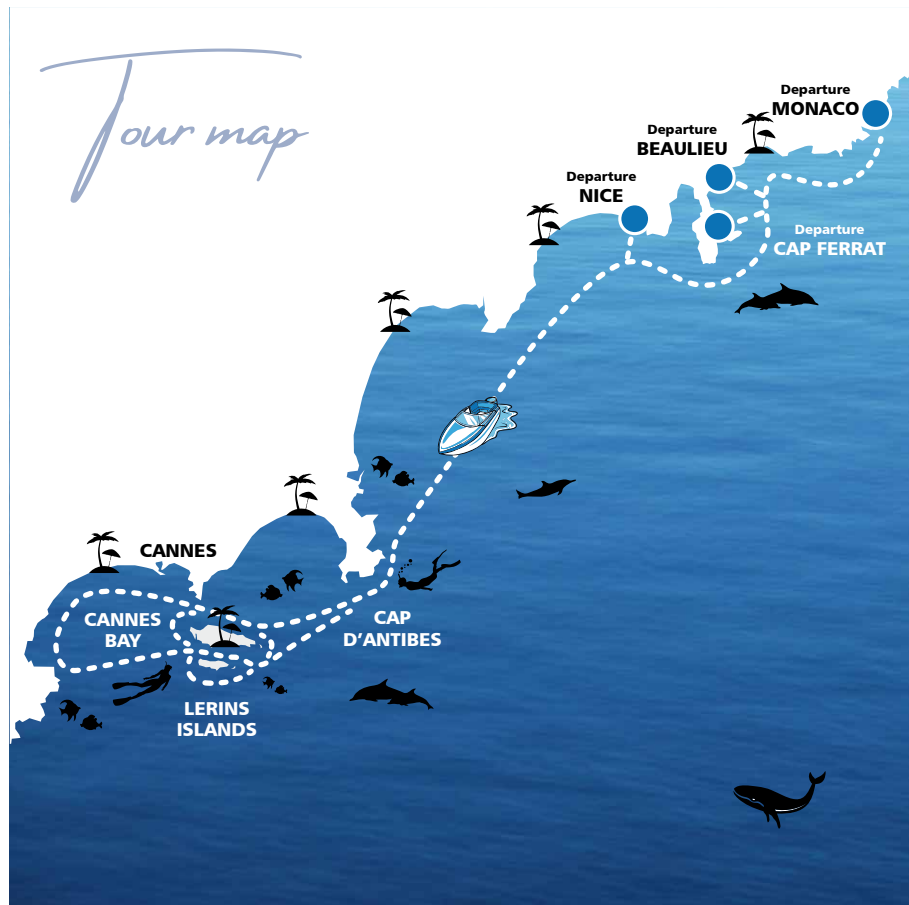 Tour map
Departure
MONACO
Departure
BEAULIEU
Departure
NICE
Departure
CAP FERRAT
CANNES
CANNES
BAY
CAP
D'ANTIBES
LERINS
ISLANDS